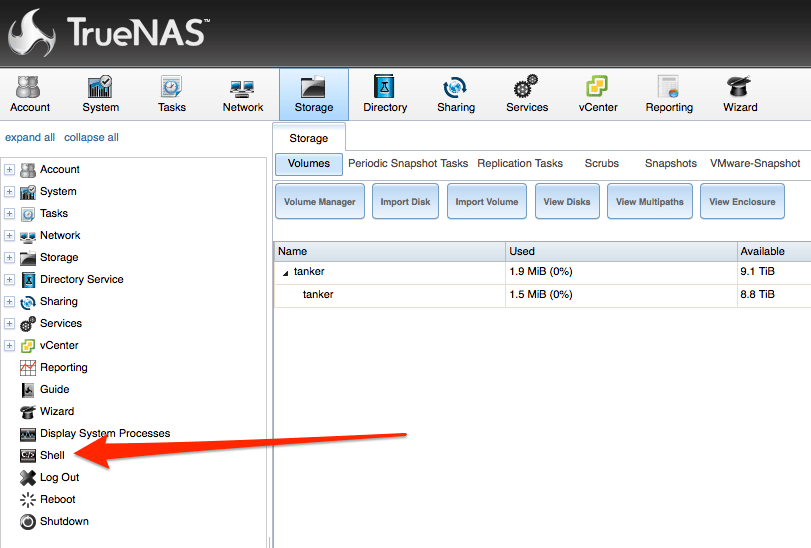 TrueNAS™
Account System Tasks Network Storage Directory Sharing Services vCenter Reporting Wizard
expand all collapse all
Storage
Volumes Periodic Snapshot Tasks Replication Tasks Scrubs Snapshots VMware-Snapshot
Volume Manager Import Disk Import Volume View Disks View Multipaths View Enclosure
Name Used Available
tanker 1.9 MiB (0%) 9.1 TiB
tanker 1.5 MiB (0%) 8.8 TiB
Account
System
Tasks
Network
Storage
Directory Service
Sharing
Services
vCenter
Reporting
Guide
Wizard
Display System Processes
Shell
Log Out
Reboot
Shutdown